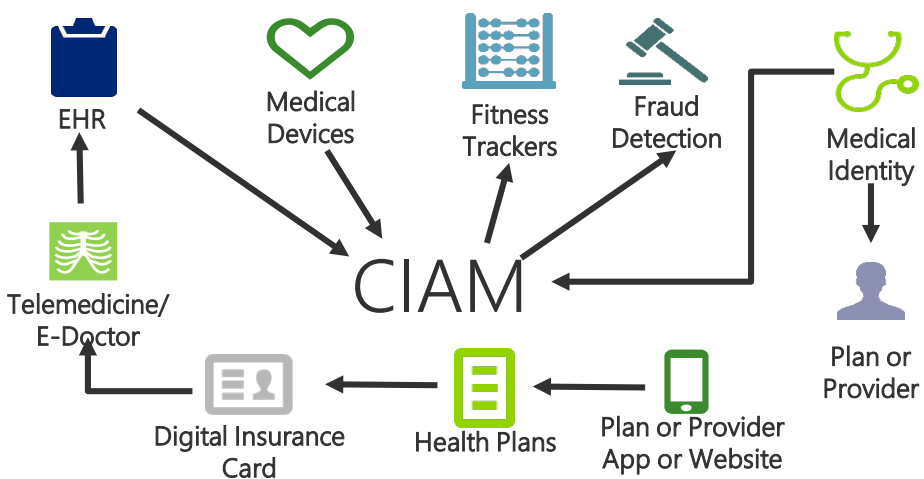 EHR
Medical
Devices
Fitness
Trackers
Fraud
Detection
Medical
Identity
CIAM
Telemedicine/
E-Doctor
Plan or
Provider
Digital Insurance
Card
Health Plans
Plan or Provider
App or Website